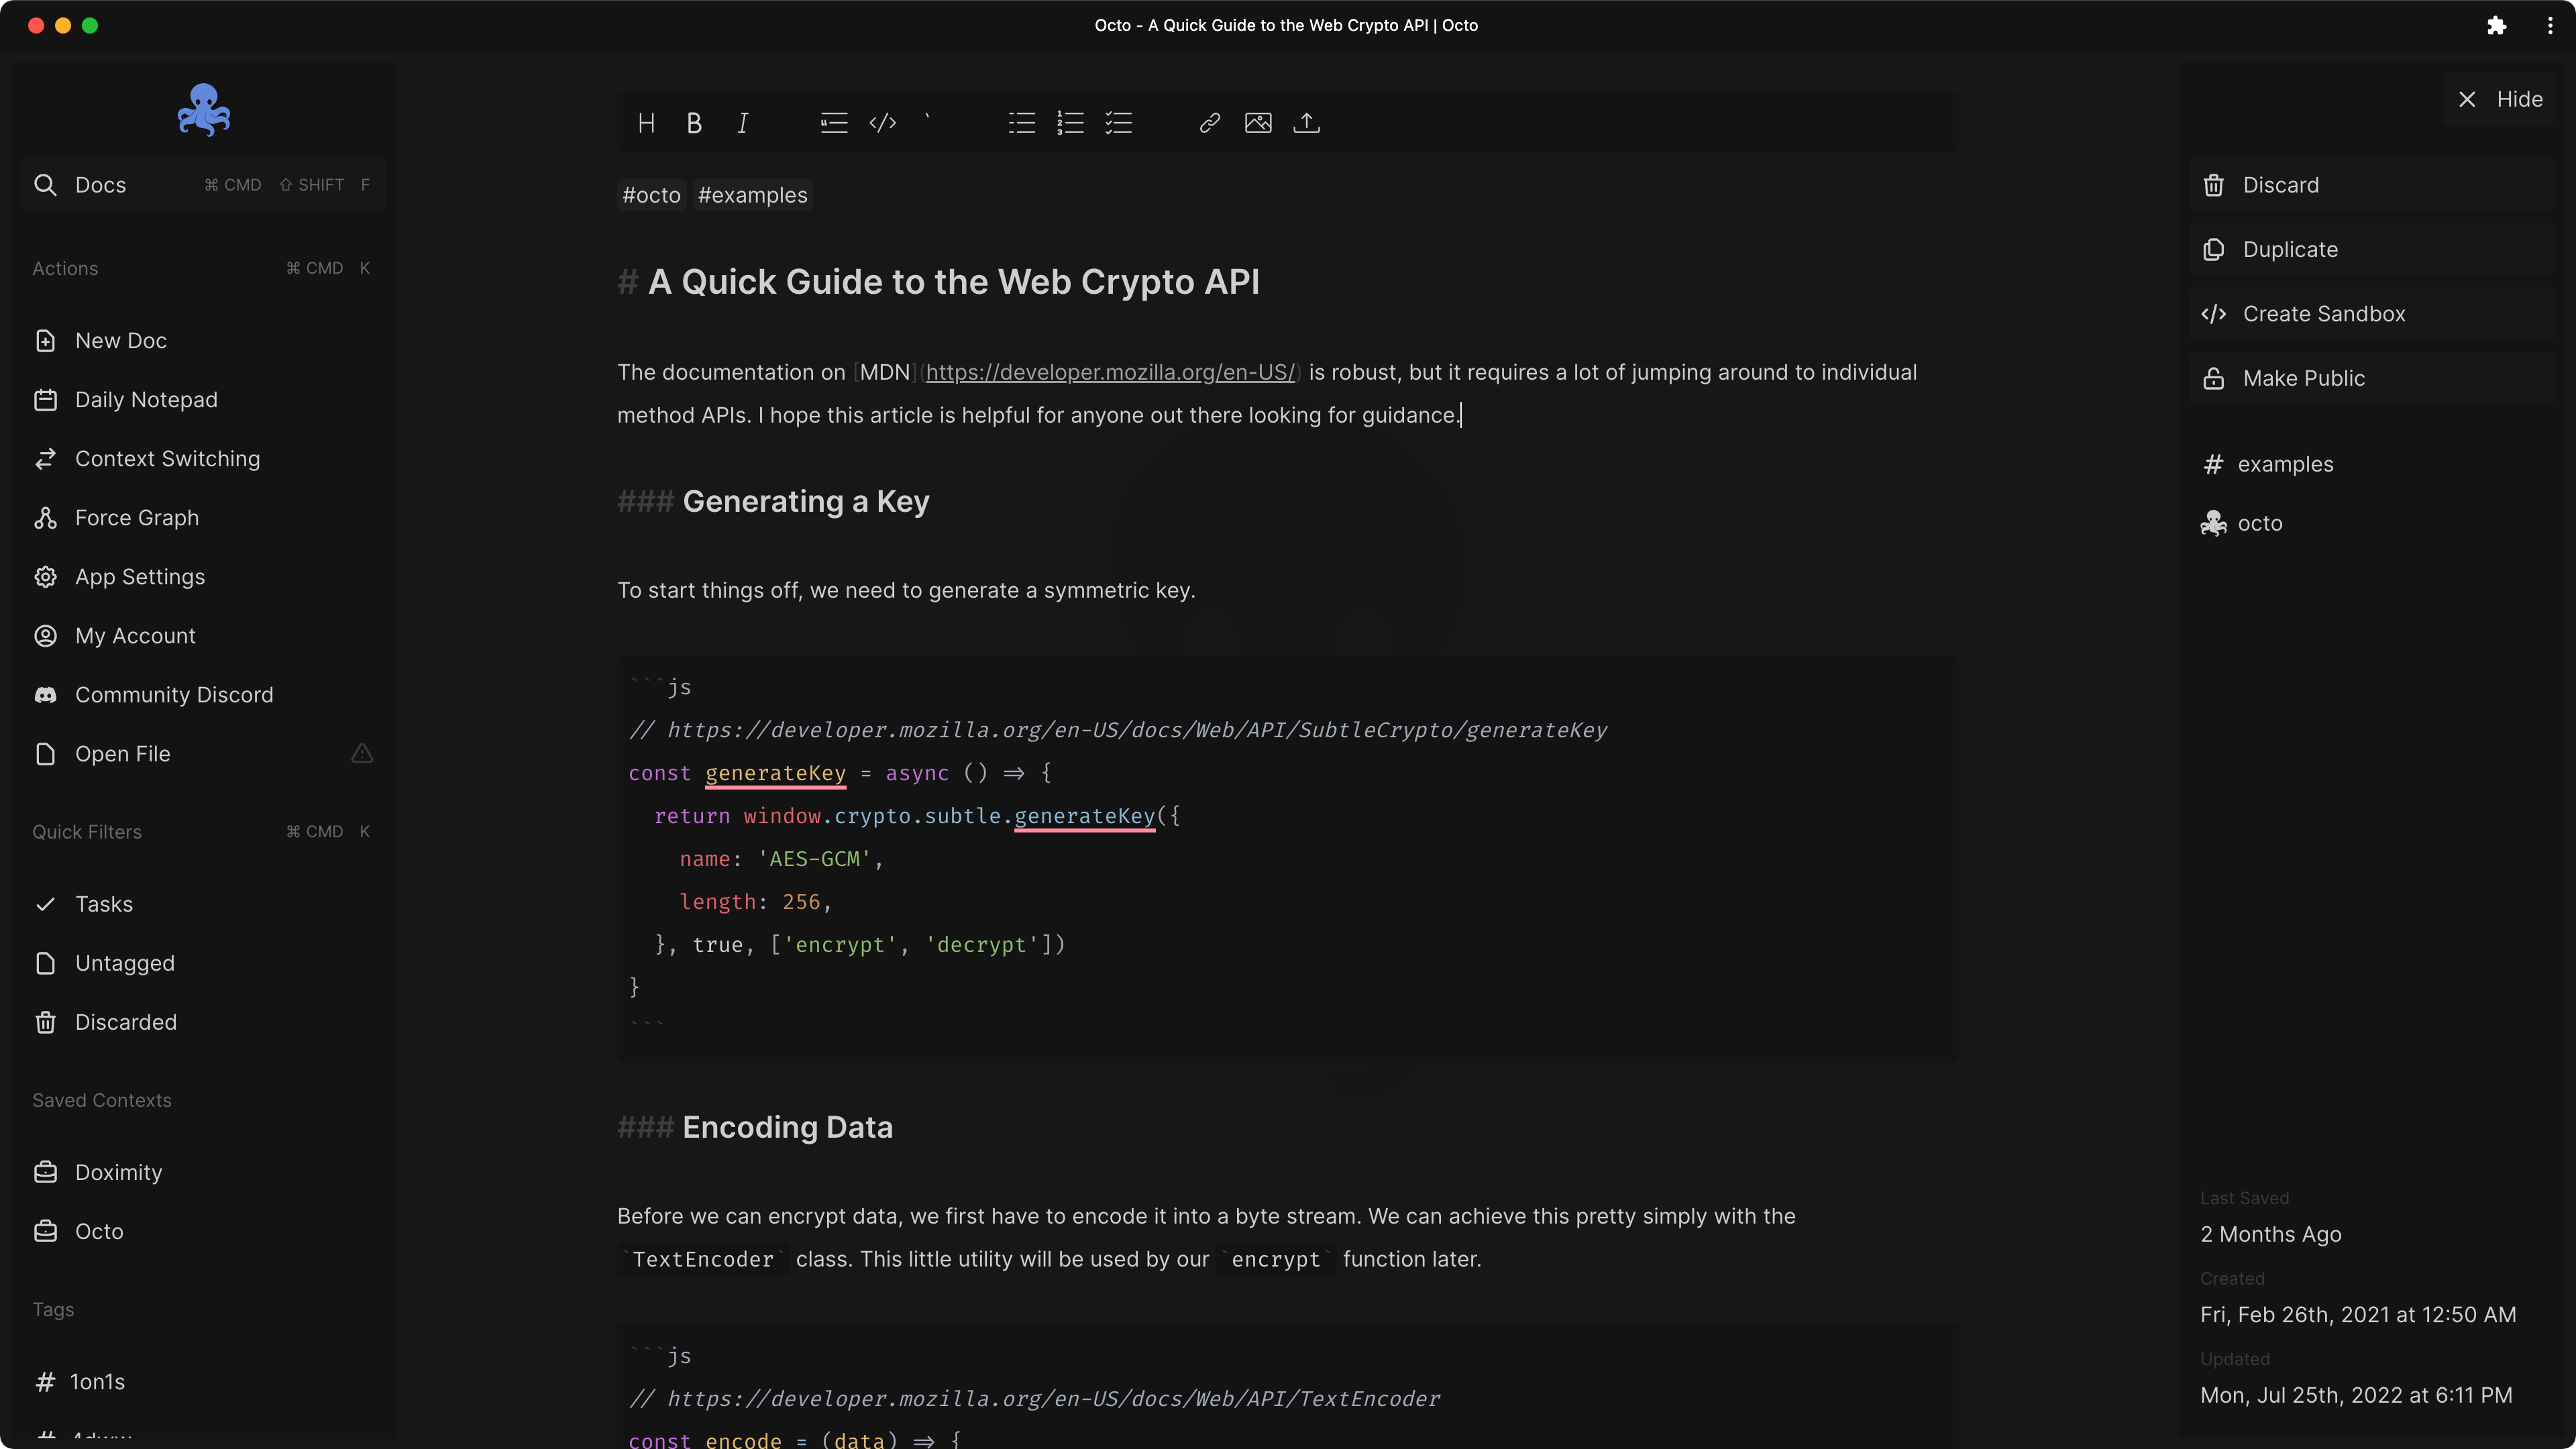 Octo - A Quick Guide to the Web Crypto API | Octo
Docs ⌘ CMD ⇧ SHIFT F
Actions ⌘ CMD K
New Doc
Daily Notepad
Context Switching
Force Graph
App Settings
My Account
Community Discord
Open File
Quick Filters ⌘ CMD K
Tasks
Untagged
Discarded
Saved Contexts
Doximity
Octo
Tags
# 1on1s
H B I
#octo #examples
# A Quick Guide to the Web Crypto API
The documentation on [MDN](https://developer.mozilla.org/en-US/) is robust, but it requires a lot of jumping around to individual
method APIs. I hope this article is helpful for anyone out there looking for guidance.
### Generating a Key
To start things off, we need to generate a symmetric key.
```js
// https://developer.mozilla.org/en-US/docs/Web/API/SubtleCrypto/generateKey
const generateKey = async () => {
return window.crypto.subtle.generateKey({
name: 'AES-GCM',
length: 256,
}, true, ['encrypt', 'decrypt'])
}
```
### Encoding Data
Before we can encrypt data, we first have to encode it into a byte stream. We can achieve this pretty simply with the
`TextEncoder` class. This little utility will be used by our `encrypt` function later.
```js
// https://developer.mozilla.org/en-US/docs/Web/API/TextEncoder
const encode = (data) => {
Hide
Discard
Duplicate
Create Sandbox
Make Public
# examples
octo
Last Saved
2 Months Ago
Created
Fri, Feb 26th, 2021 at 12:50 AM
Updated
Mon, Jul 25th, 2022 at 6:11 PM